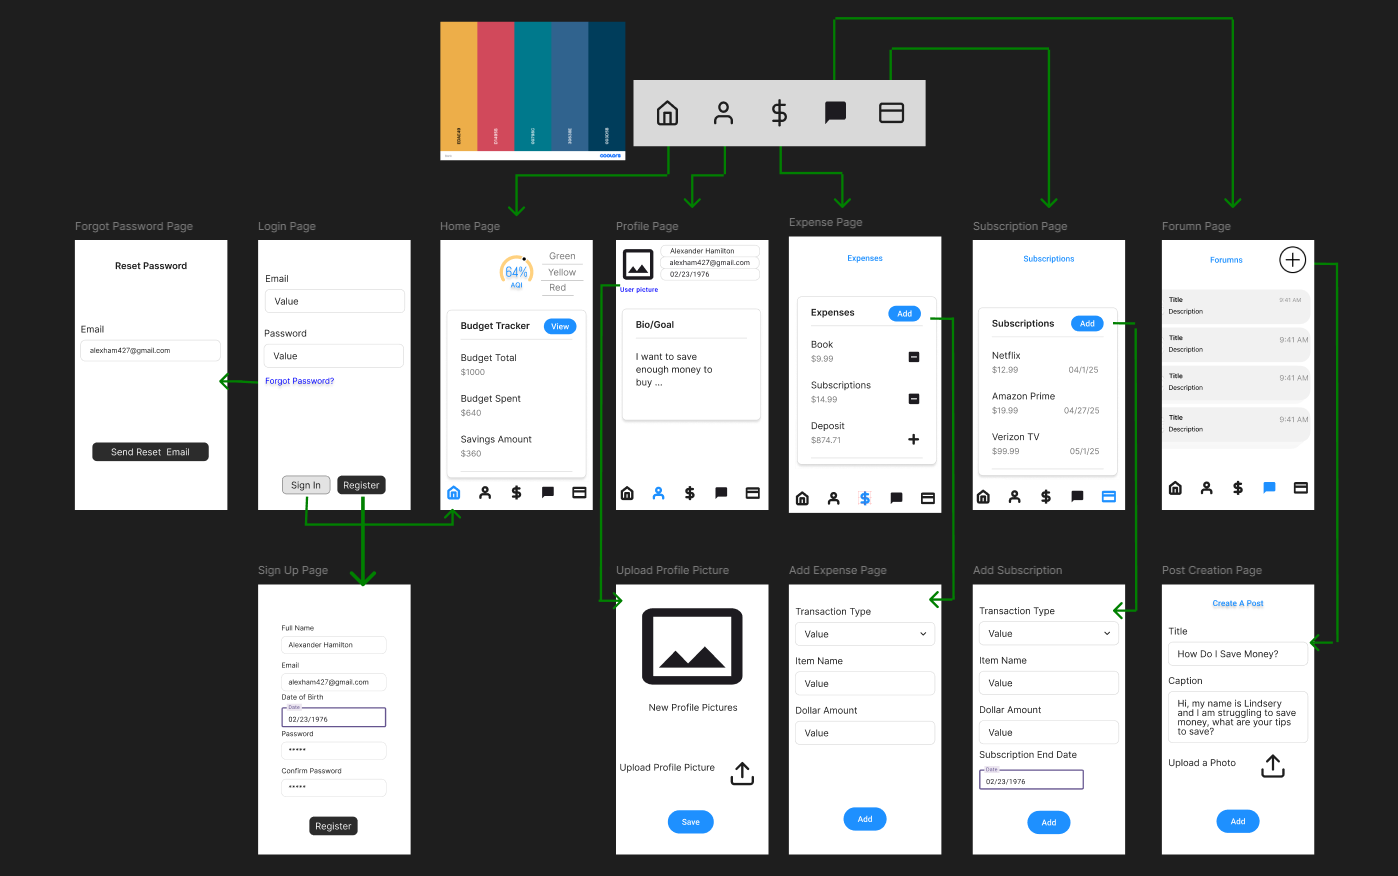 COOLORS
Forgot Password Page
Reset Password
Email
alexham427@gmail.com
Send Reset Email
Login Page
Email
Value
Password
Value
Forgot Password?
Sign In
Register
Home Page
64%
AQI
Green
Yellow
Red
Budget Tracker
View
Budget Total
$1000
Budget Spent
$640
Savings Amount
$360
Profile Page
Alexander Hamilton
alexham427@gmail.com
02/23/1976
User picture
Bio/Goal
I want to save
enough money to
buy ...
Expense Page
Expenses
Expenses
Add
Book
$9.99
Subscriptions
$14.99
Deposit
$874.71
Subscription Page
Subscriptions
Subscriptions
Add
Netflix
$12.99
04/1/25
Amazon Prime
$19.99
04/27/25
Verizon TV
$99.99
05/1/25
Forumn Page
Forumns
Title
9:41 AM
Description
Title
9:41 AM
Description
Title
9:41 AM
Description
Title
9:41 AM
Description
Sign Up Page
Full Name
Alexander Hamilton
Email
alexham427@gmail.com
Date of Birth
Date
02/23/1976
Password
*****
Confirm Password
*****
Register
Upload Profile Picture
New Profile Pictures
Upload Profile Picture
Save
Add Expense Page
Transaction Type
Value
Item Name
Value
Dollar Amount
Value
Add
Add Subscription
Transaction Type
Value
Item Name
Value
Dollar Amount
Value
Subscription End Date
Date
02/23/1976
Add
Post Creation Page
Create A Post
Title
How Do I Save Money?
Caption
Hi, my name is Lindsery
and I am struggling to save
money, what are your tips
to save?
Upload a Photo
Add